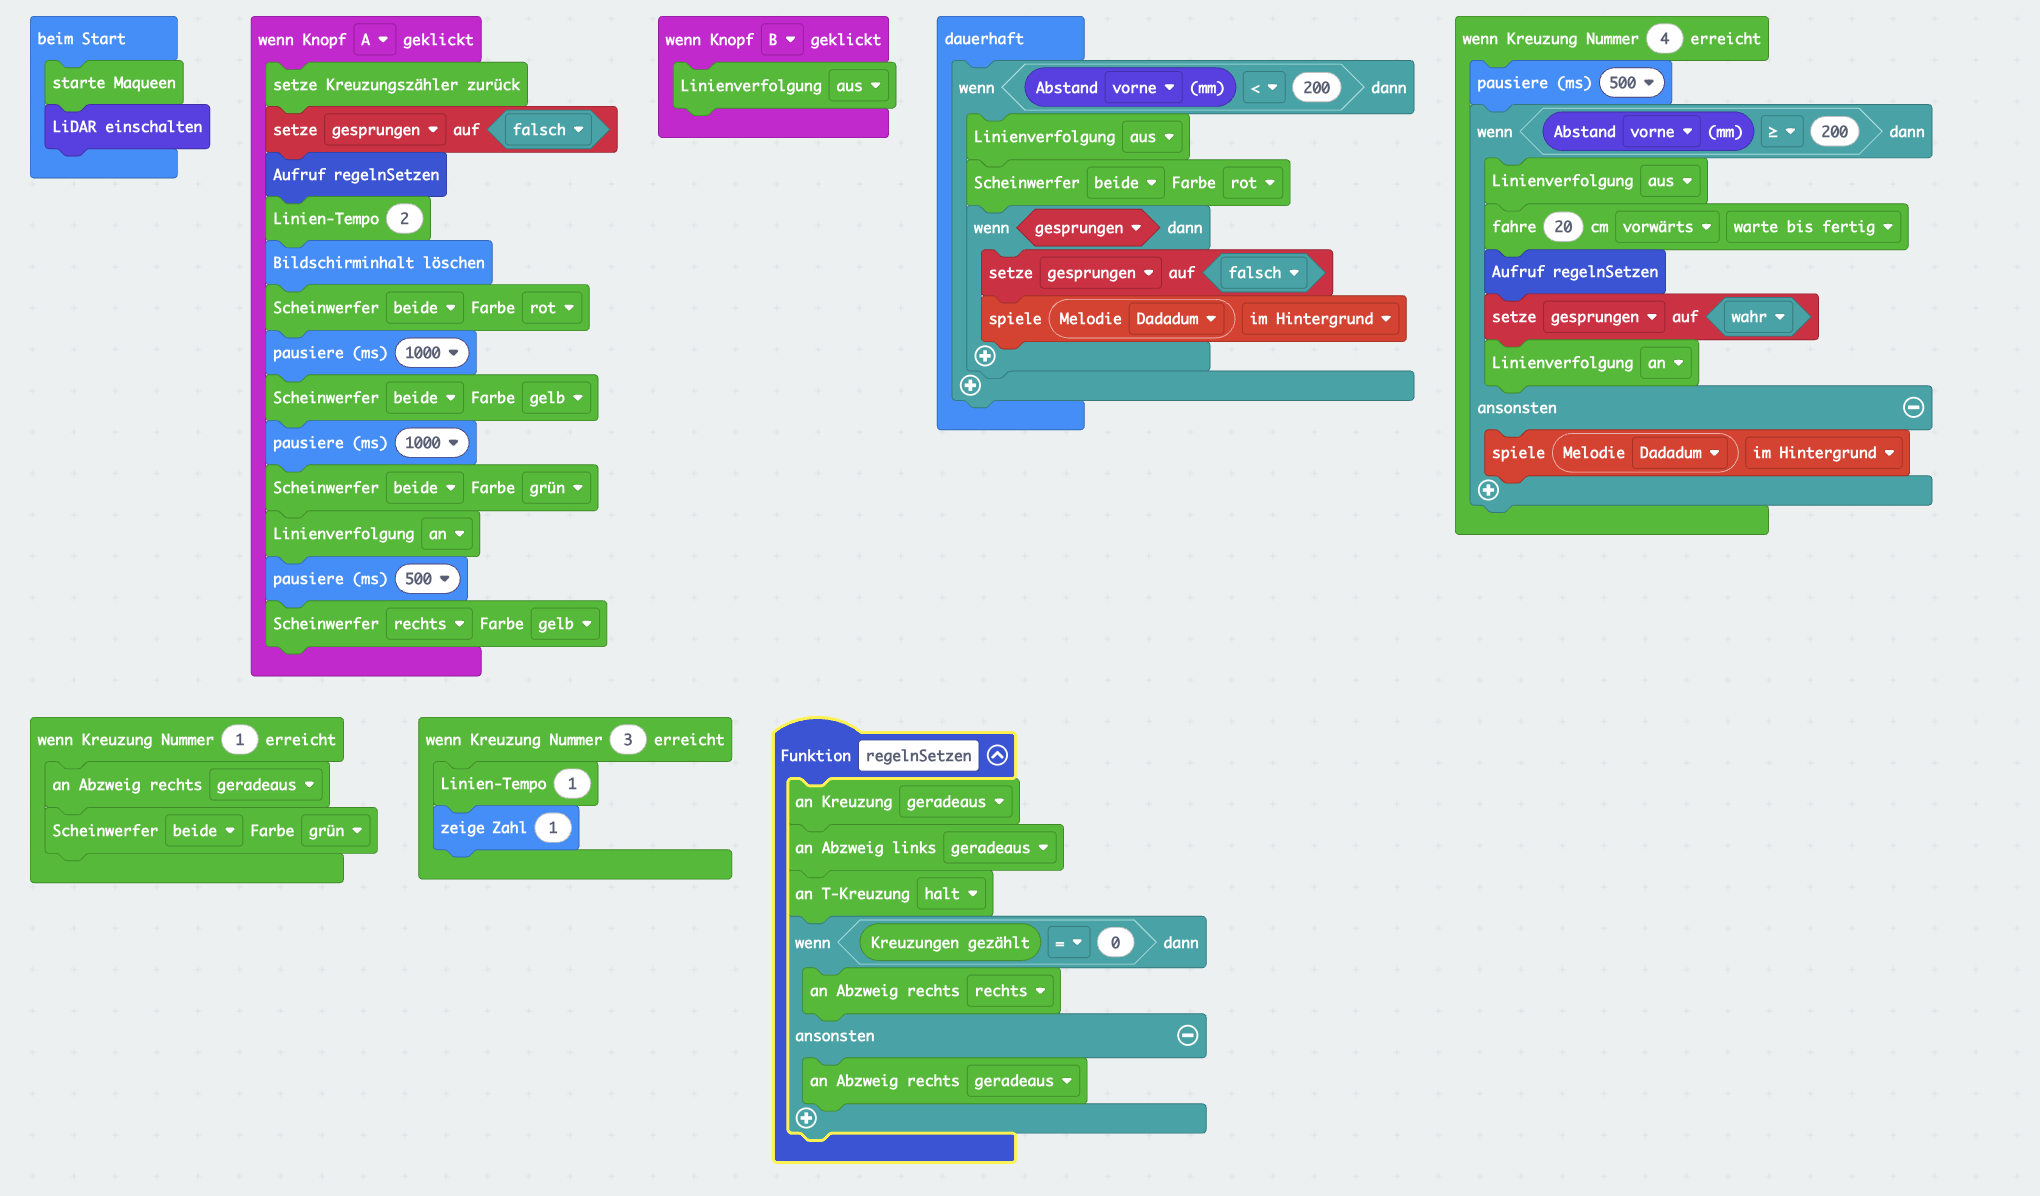 beim Start
starte Maqueen
LiDAR einschalten
wenn Knopf A geklickt
setze Kreuzungszähler zurück
setze gesprungen auf falsch
Aufruf regelnSetzen
Linien-Tempo 2
Bildschirminhalt löschen
Scheinwerfer beide Farbe rot
pausiere (ms) 1000
Scheinwerfer beide Farbe gelb
pausiere (ms) 1000
Scheinwerfer beide Farbe grün
Linienverfolgung an
pausiere (ms) 500
Scheinwerfer rechts Farbe gelb
wenn Knopf B geklickt
Linienverfolgung aus
dauerhaft
wenn Abstand vorne (mm) < 200 dann
Linienverfolgung aus
Scheinwerfer beide Farbe rot
wenn gesprungen dann
setze gesprungen auf falsch
spiele Melodie Dadadum im Hintergrund
wenn Kreuzung Nummer 4 erreicht
pausiere (ms) 500
wenn Abstand vorne (mm) ≥ 200 dann
Linienverfolgung aus
fahre 20 cm vorwärts warte bis fertig
Aufruf regelnSetzen
setze gesprungen auf wahr
Linienverfolgung an
ansonsten
spiele Melodie Dadadum im Hintergrund
wenn Kreuzung Nummer 1 erreicht
an Abzweig rechts geradeaus
Scheinwerfer beide Farbe grün
wenn Kreuzung Nummer 3 erreicht
Linien-Tempo 1
zeige Zahl 1
Funktion regelnSetzen
an Kreuzung geradeaus
an Abzweig links geradeaus
an T-Kreuzung halt
wenn Kreuzungen gezählt = 0 dann
an Abzweig rechts rechts
ansonsten
an Abzweig rechts geradeaus